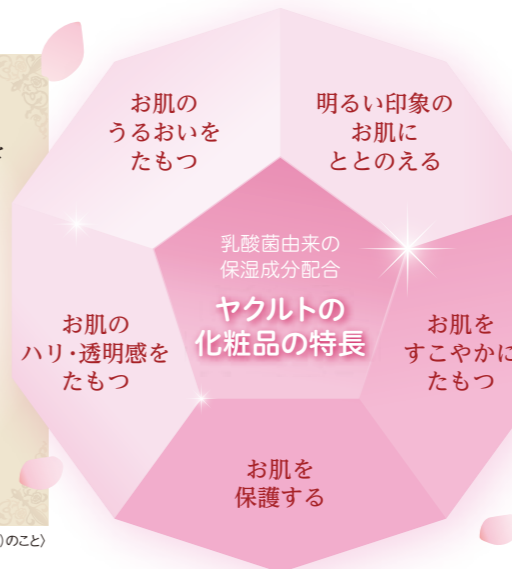 お肌の
うるおいを
たもつ
明るい印象の
お肌に
ととのえる
乳酸菌由来の
保湿成分配合
ヤクルトの
化粧品の特長
お肌の
ハリ・透明感を
たもつ
お肌を
すこやかに
たもつ
お肌を
保護する
)のこと〉